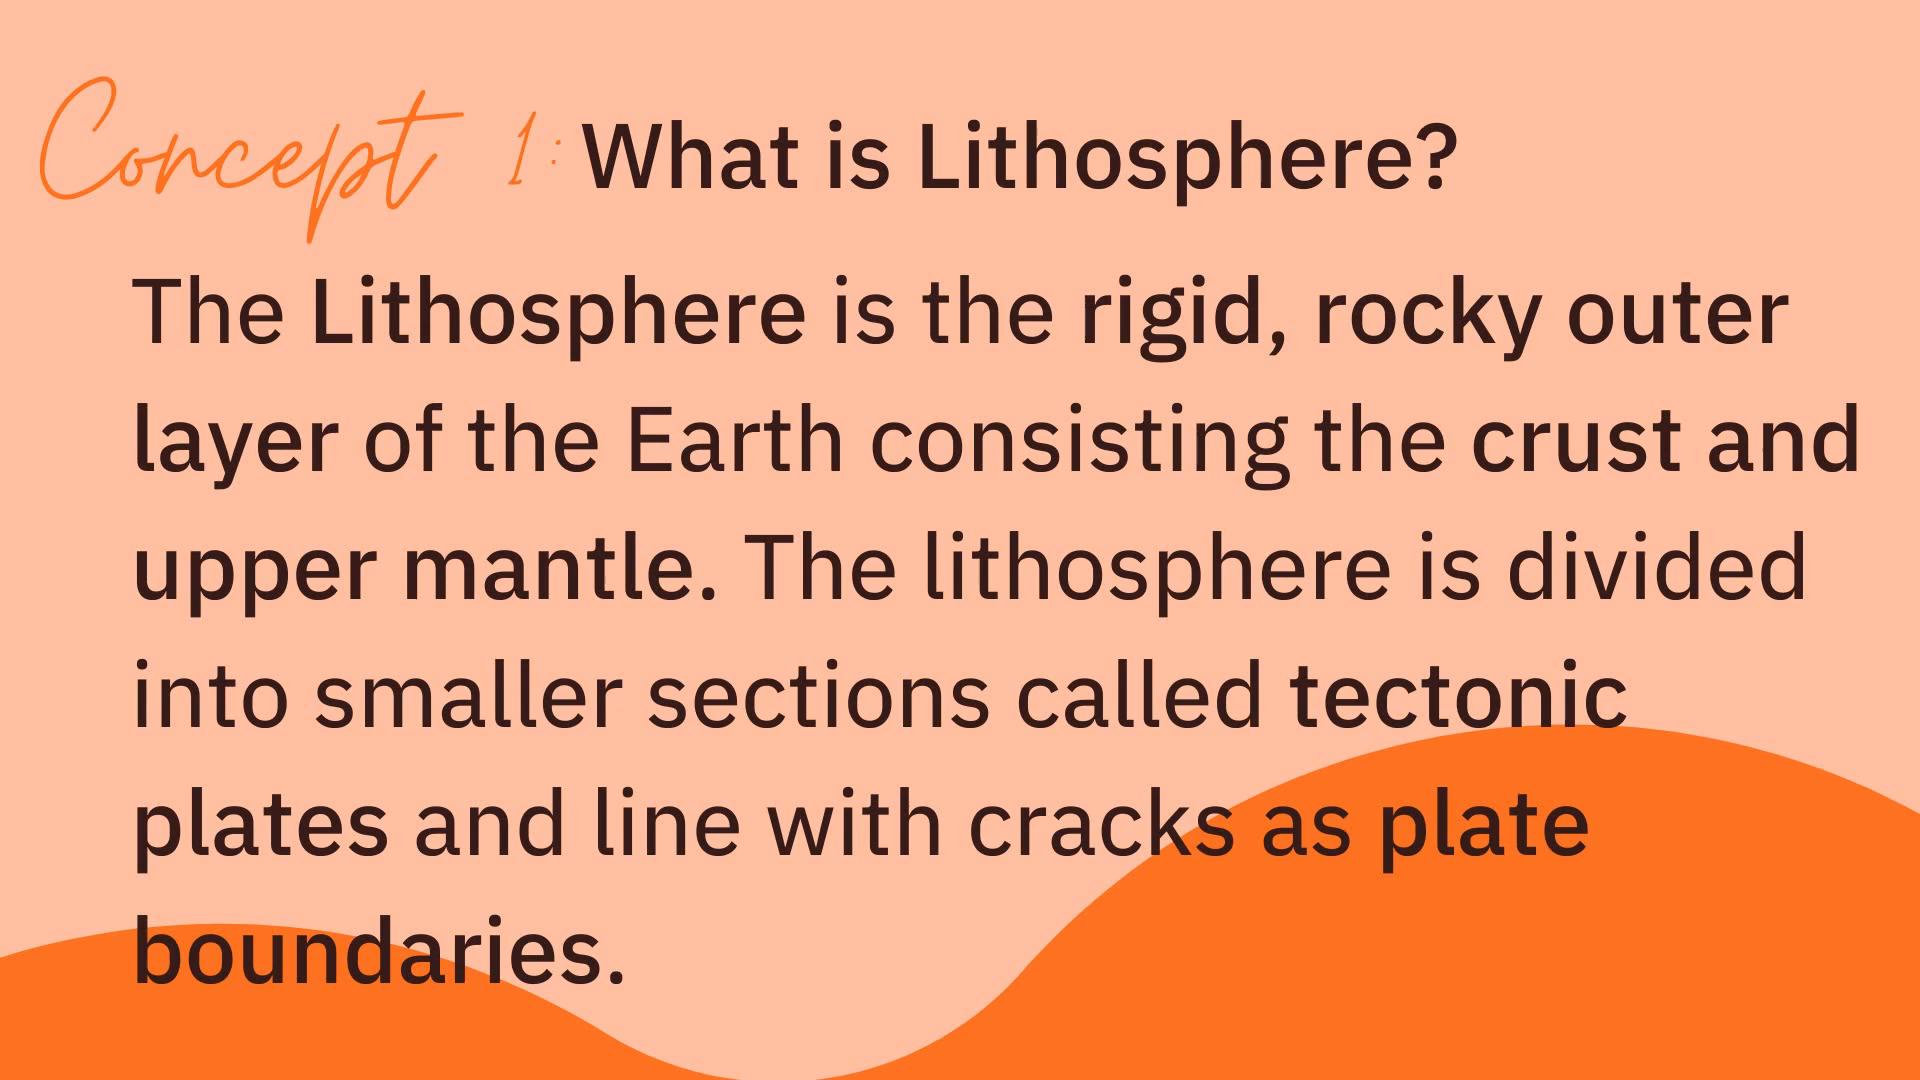 Concept 1: What is Lithosphere?
The Lithosphere is the rigid, rocky outer
layer of the Earth consisting the crust and
upper mantle. The lithosphere is divided
into smaller sections called tectonic
plates and line with cracks as plate
boundaries.